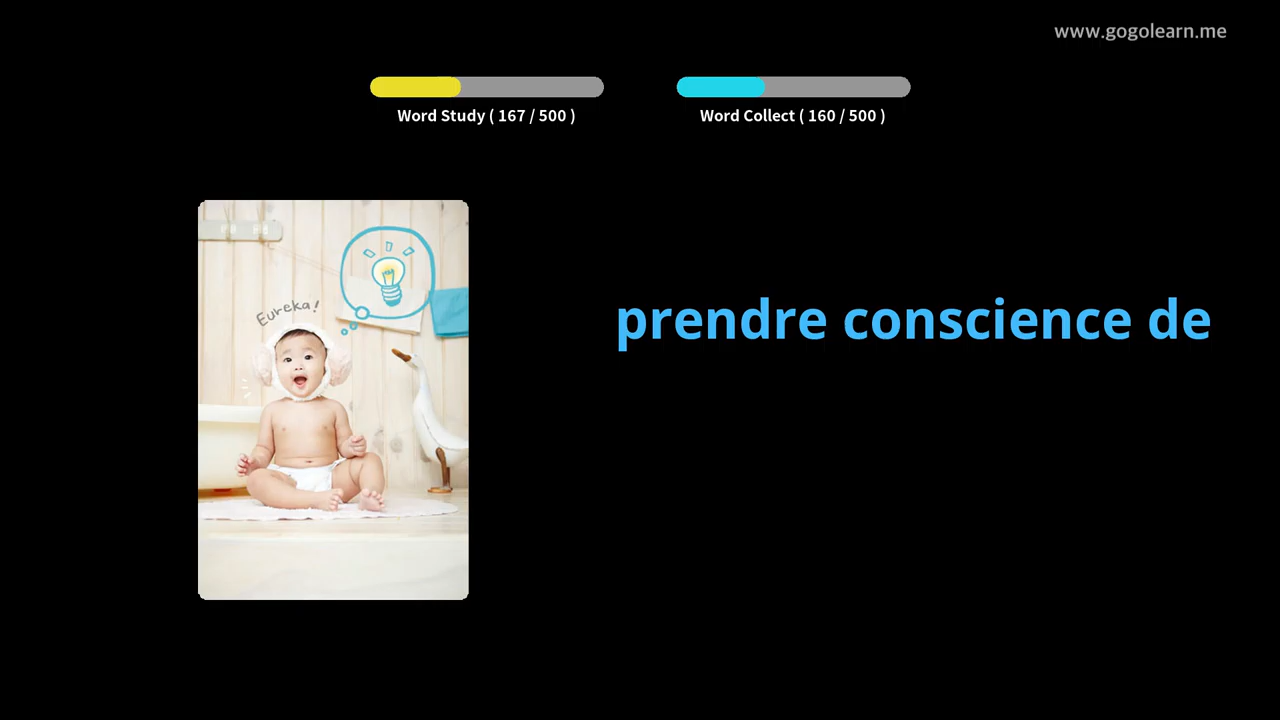 www.gogolearn.me
Word Study ( 167 / 500 )
Word Collect ( 160 / 500 )
Eureka!
prendre conscience de